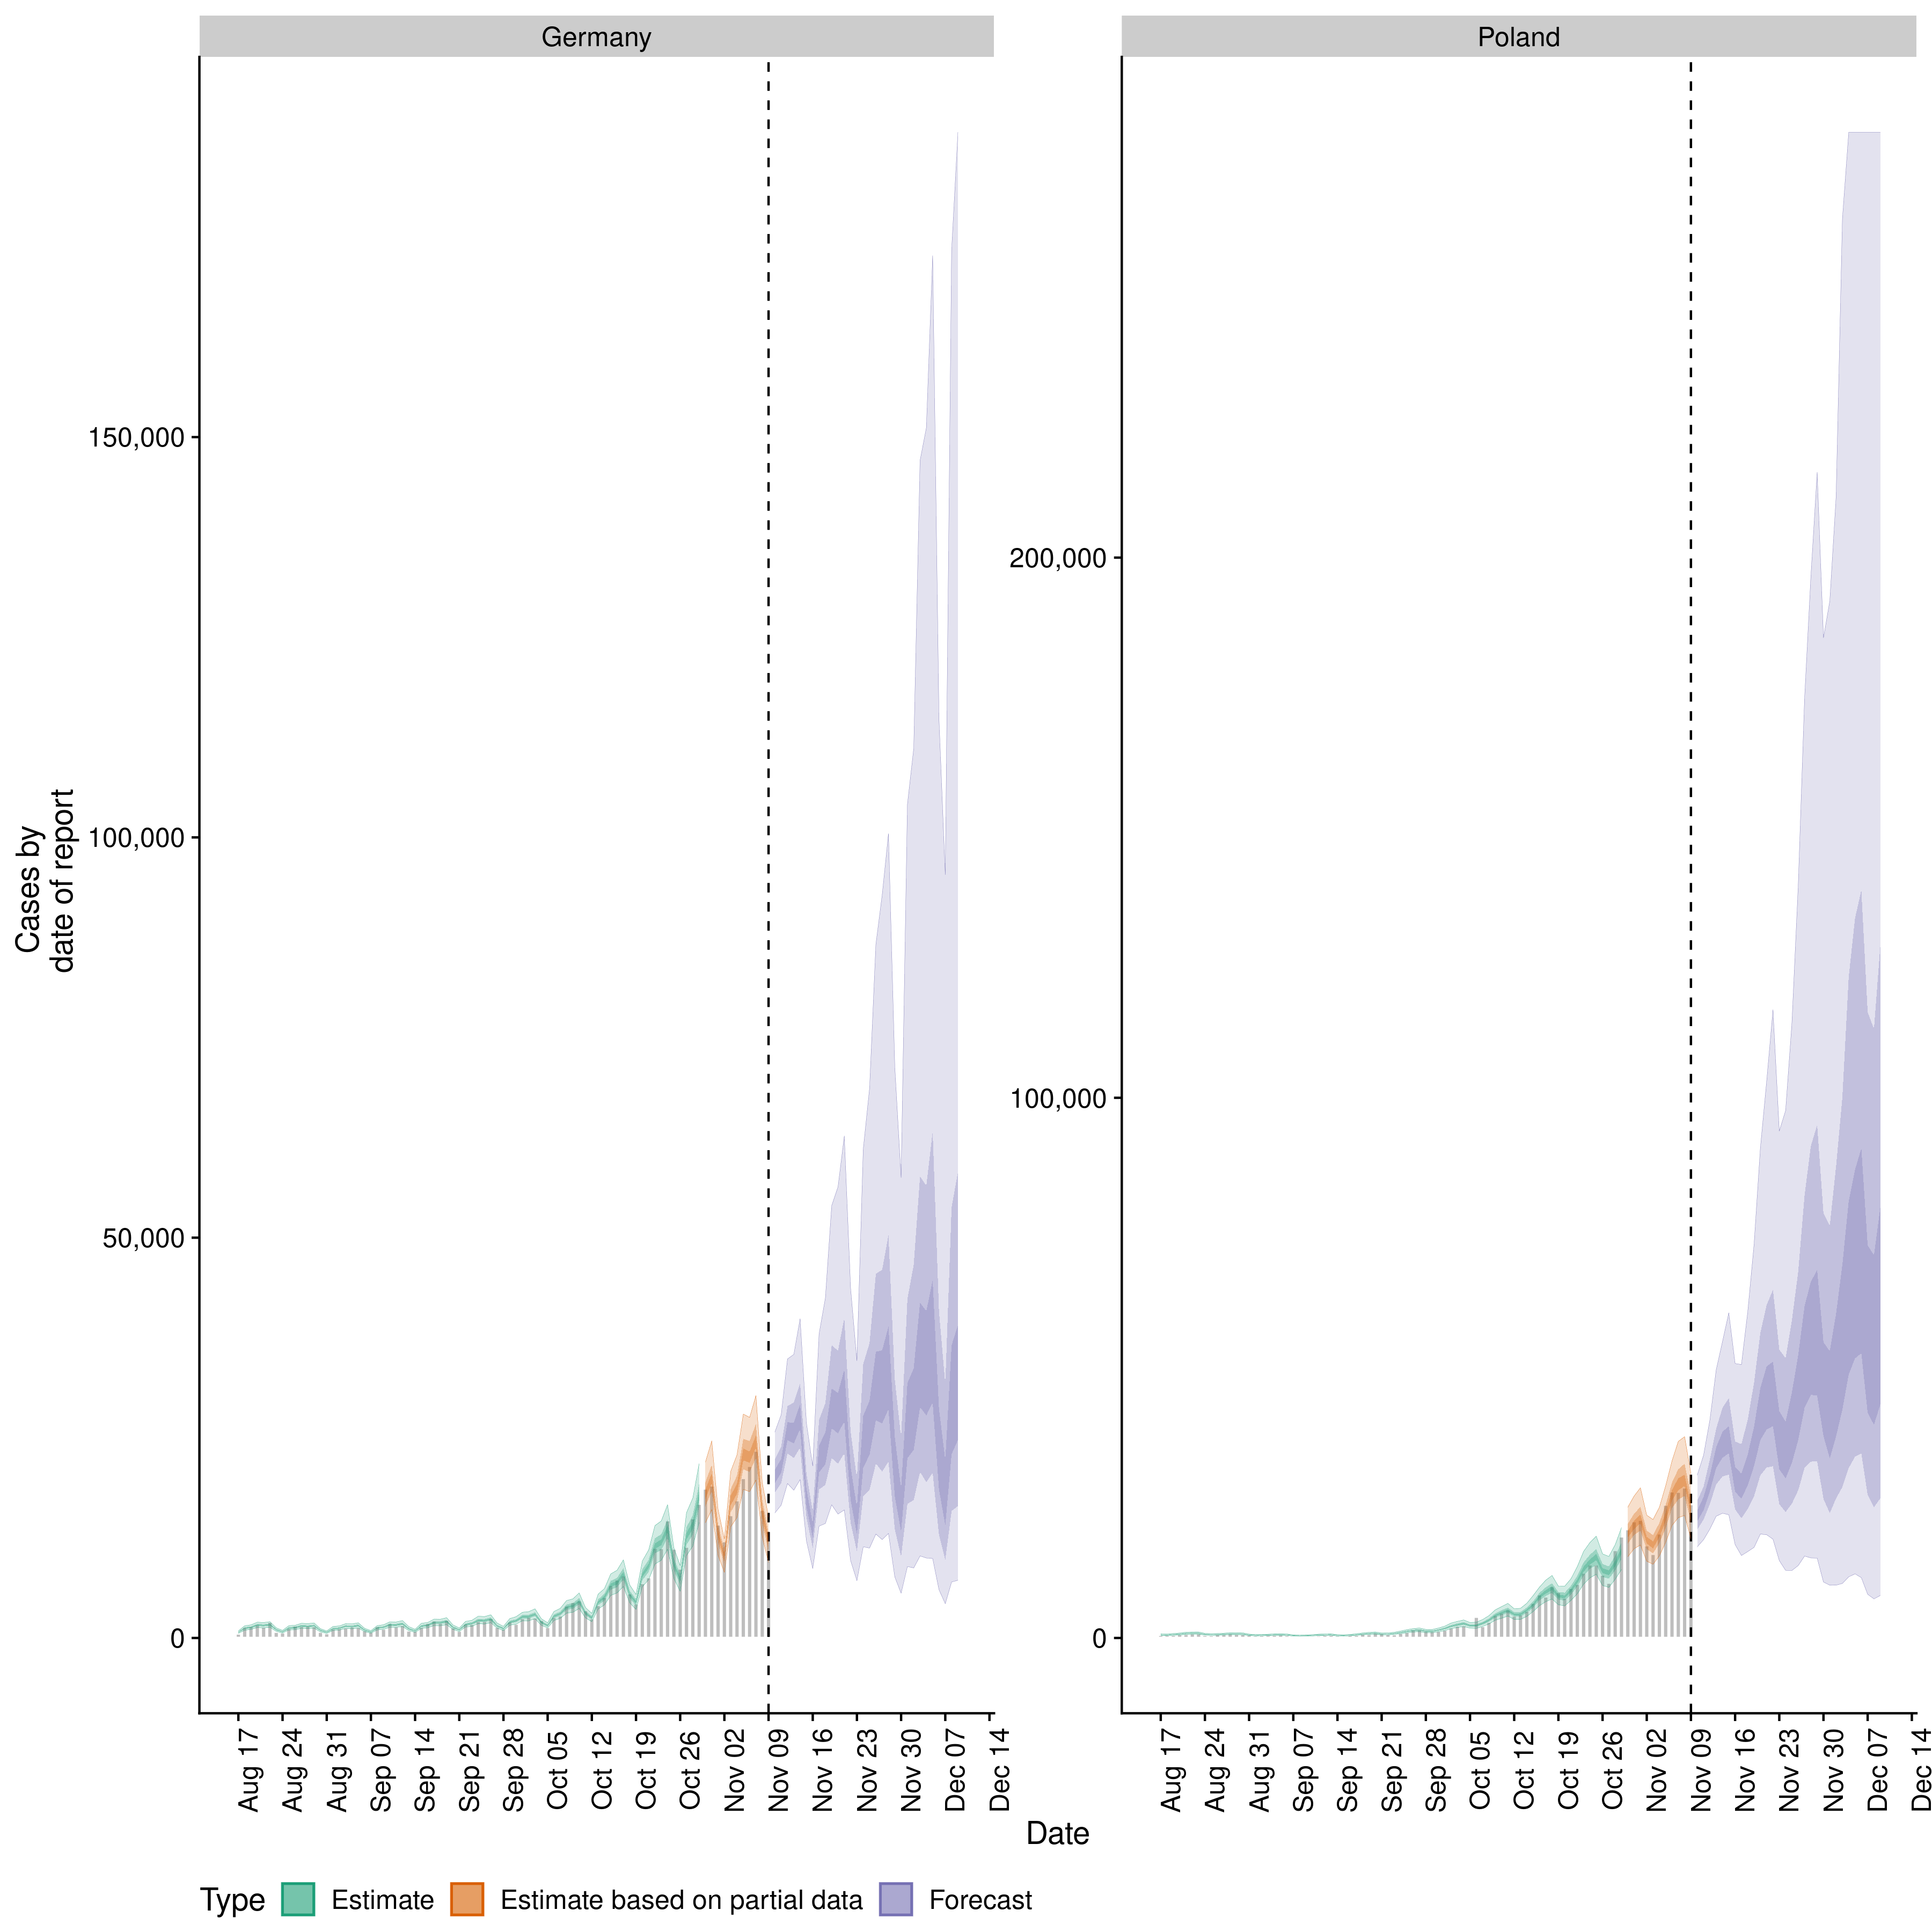 Germany
Poland
Cases by
date of report
150,000
100,000
50,000
0
200,000
100,000
0
Aug 17
Aug 24
Aug 31
Sep 07
Sep 14
Sep 21
Sep 28
Oct 05
Oct 12
Oct 19
Oct 26
Nov 02
Nov 09
Nov 16
Nov 23
Nov 30
Dec 07
Dec 14
Aug 17
Aug 24
Aug 31
Sep 07
Sep 14
Sep 21
Sep 28
Oct 05
Oct 12
Oct 19
Oct 26
Nov 02
Nov 09
Nov 16
Nov 23
Nov 30
Dec 07
Dec 14
Date
Type Estimate Estimate based on partial data Forecast